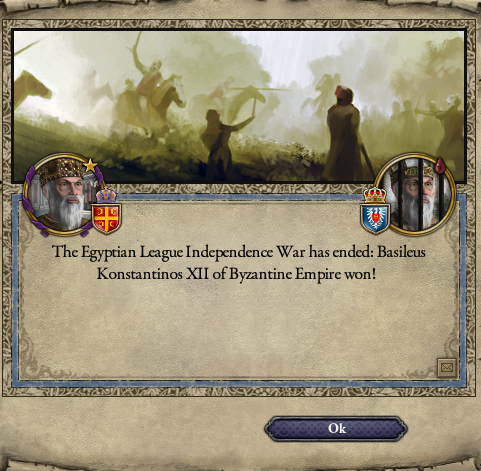 The Egyptian League Independence War has ended: Basileus
Konstantinos XII of Byzantine Empire won!
Ok